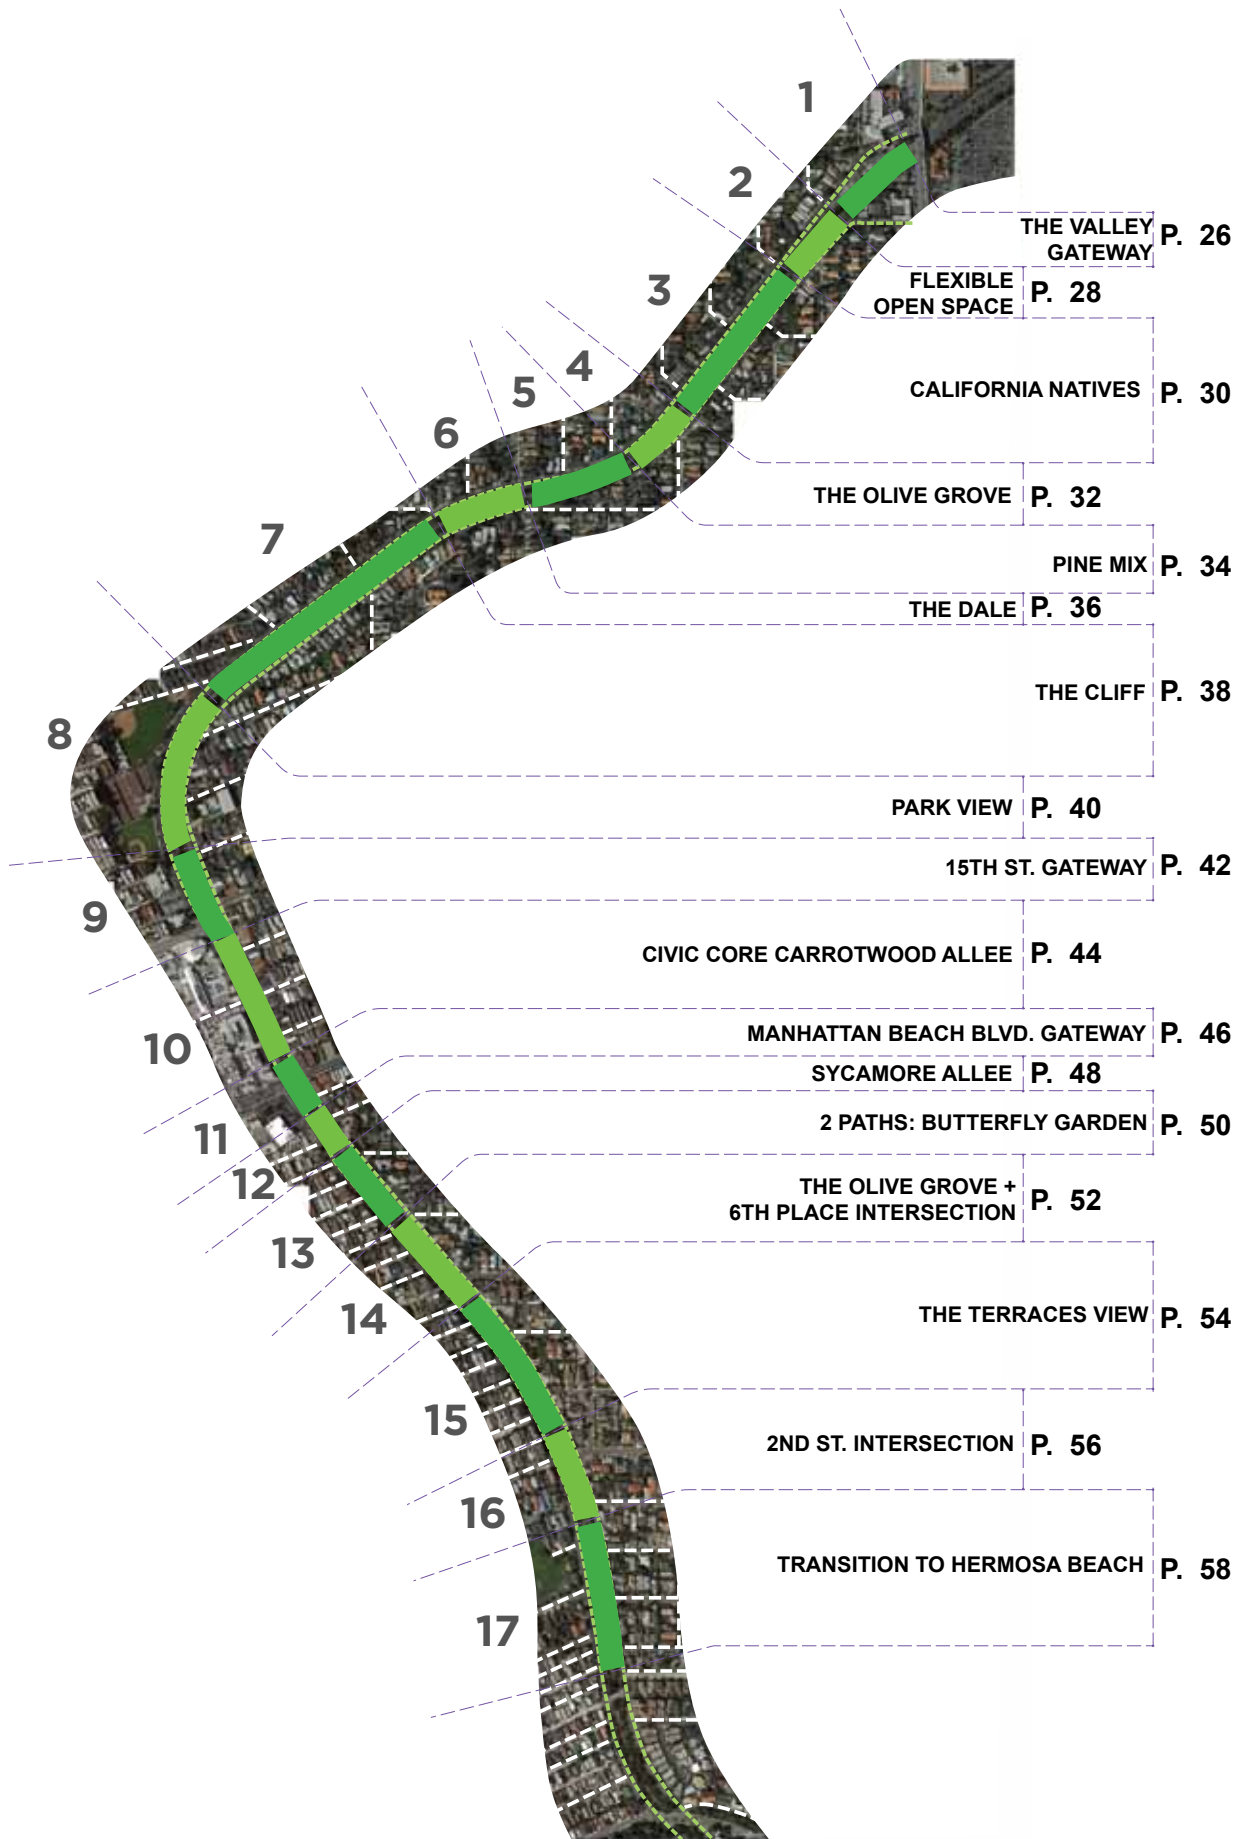 1
2
3
4
5
6
7
8
9
10
11
12
13
14
15
16
17
THE VALLEY
GATEWAY
P. 26
FLEXIBLE
OPEN SPACE
P. 28
CALIFORNIA NATIVES P. 30
THE OLIVE GROVE P. 32
PINE MIX P. 34
THE DALE P. 36
THE CLIFF P. 38
PARK VIEW P. 40
15TH ST. GATEWAY P. 42
CIVIC CORE CARROTWOOD ALLEE P. 44
MANHATTAN BEACH BLVD. GATEWAY P. 46
SYCAMORE ALLEE P. 48
2 PATHS: BUTTERFLY GARDEN P. 50
THE OLIVE GROVE +
6TH PLACE INTERSECTION
P. 52
THE TERRACES VIEW P. 54
2ND ST. INTERSECTION P. 56
TRANSITION TO HERMOSA BEACH P. 58